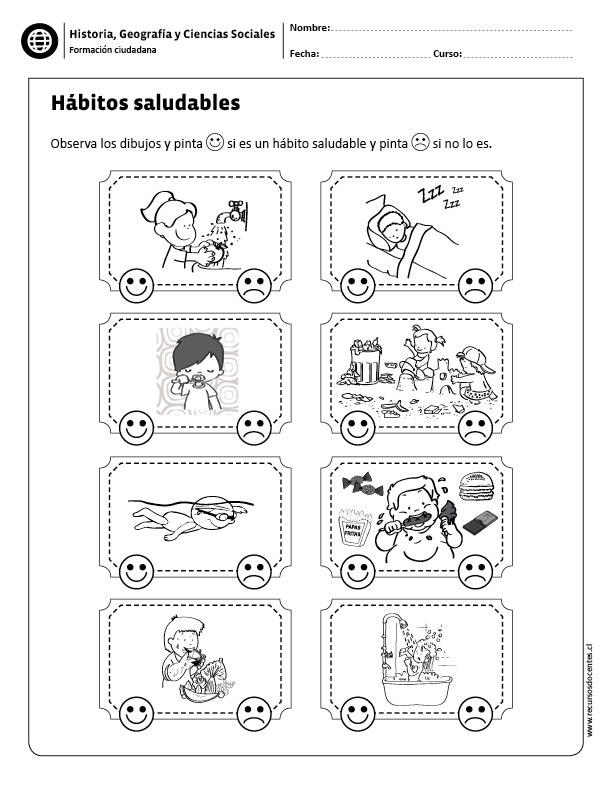 Historia, Geografía y Ciencias Sociales
Formación ciudadana
Nombre:
Fecha: Curso:
Hábitos saludables
Observa los dibujos y pinta si es un hábito saludable y pinta si no lo es.
Zzz
Zzz
Zzz
PAPAS
FRITAS
www.recursosdocentes.cl